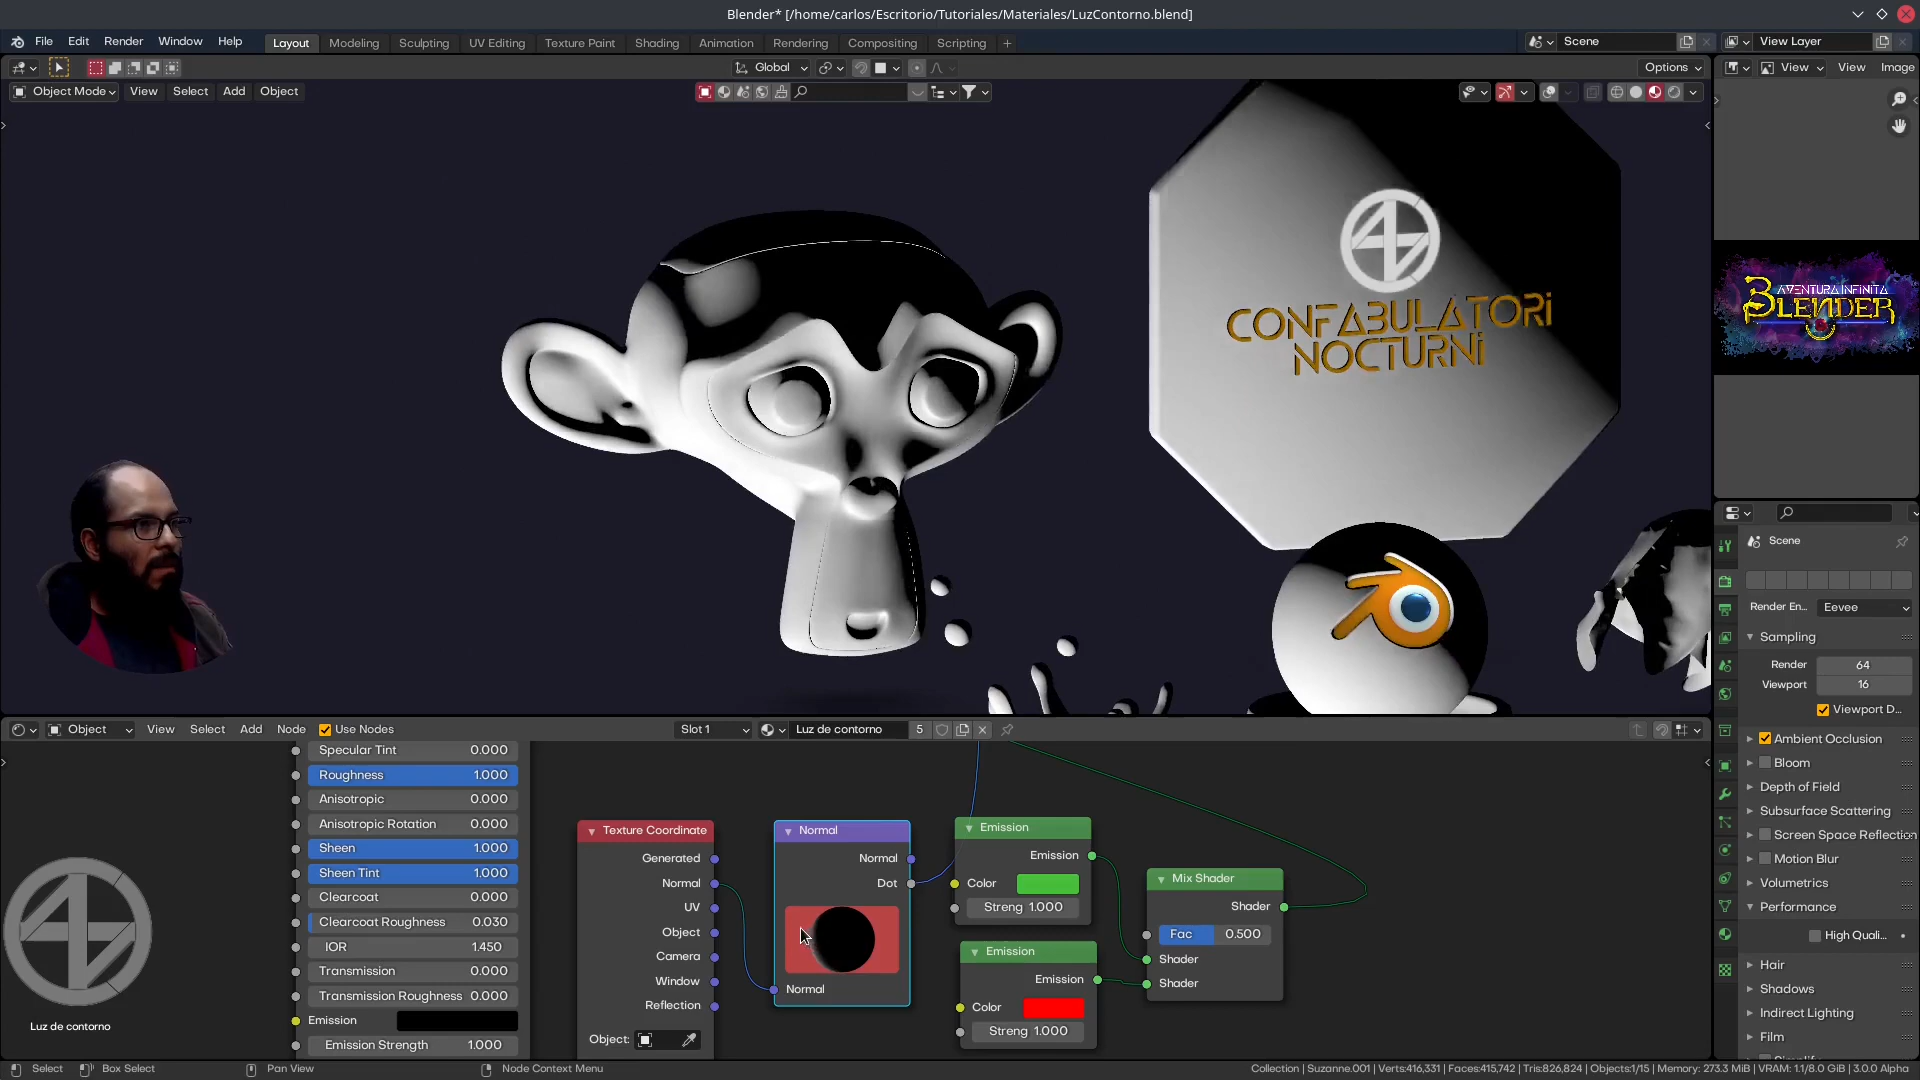 Blender* [/home/carlos/Escritorio/Tutoriales/Materiales/LuzContorno.blend]
File Edit Render Window Help Layout Modeling Sculpting UV Editing Texture Paint Shading Animation Rendering Compositing Scripting + Scene View Layer
Global Options View View Image
Object Mode View Select Add Object
CONFABULATORI
NOCTURNI
AVENTURA INFINITA
BLENDER
Scene
Render En... Eevee
Sampling
Render 64
Viewport 16
Viewport D...
Ambient Occlusion
Bloom
Depth of Field
Subsurface Scattering
Screen Space Reflection
Motion Blur
Volumetrics
Performance
High Quali...
Hair
Shadows
Indirect Lighting
Film
Object View Select Add Node Use Nodes Slot 1 Luz de contorno 5
Specular Tint 0.000
Roughness 1.000
Anisotropic 0.000
Anisotropic Rotation 0.000
Sheen 1.000
Sheen Tint 1.000
Clearcoat 0.000
Clearcoat Roughness 0.030
IOR 1.450
Transmission 0.000
Transmission Roughness 0.000
Emission
Emission Strength 1.000
Luz de contorno
Texture Coordinate
Generated
Normal
UV
Object
Camera
Window
Reflection
Object:
Normal
Normal
Dot
Normal
Emission
Emission
Color
Streng 1.000
Emission
Emission
Color
Streng 1.000
Mix Shader
Shader
Fac 0.500
Shader
Shader
Select Box Select Pan View Node Context Menu Collection | Suzanne.001 | Verts:416,331 | Faces:415,742 | Tris:826,824 | Objects:1/15 | Memory: 273.3 MiB | VRAM: 1.1/8.0 GiB | 3.0.0 Alpha